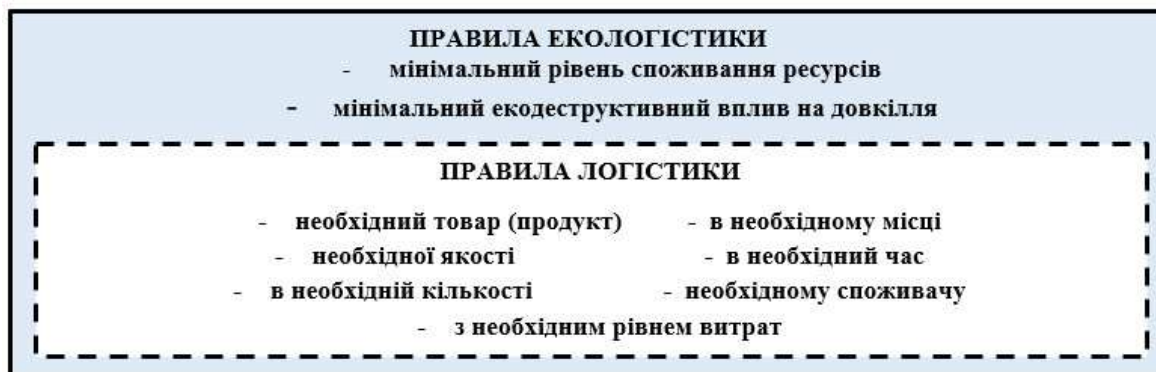 ПРАВИЛА ЕКОЛОГІСТИКИ
- мінімальний рівень споживання ресурсів
- мінімальний екодеструктивний вплив на довкілля
ПРАВИЛА ЛОГІСТИКИ
- необхідний товар (продукт) - в необхідному місці
- необхідної якості - в необхідний час
- в необхідній кількості - необхідному споживачу
- з необхідним рівнем витрат